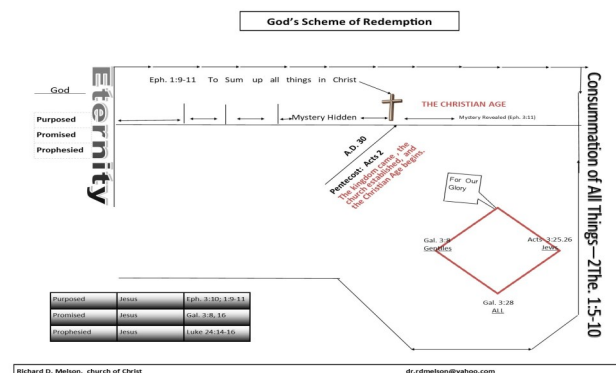 God's Scheme of Redemption
Eph. 1:9-11 To Sum up all things in Christ
God
Eternity
Purposed
Promised
Prophesied
THE CHRISTIAN AGE
Mystery Hidden
Mystery Revealed (Eph. 3:11)
A.D. 30
Pentecost: Acts 2
The kingdom came, the
church established, and
the Christian Age begins.
Consummation of All Things—2The. 1:5-10
For Our
Glory
Gal. 3:8
Gentiles
Acts 3:25.26
Jews
Gal. 3:28
ALL
Purposed Jesus Eph. 3:10; 1:9-11
Promised Jesus Gal. 3:8, 16
Prophesied Jesus Luke 24:14-16
Richard D. Melson, church of Christ dr.rdmelson@yahoo.com